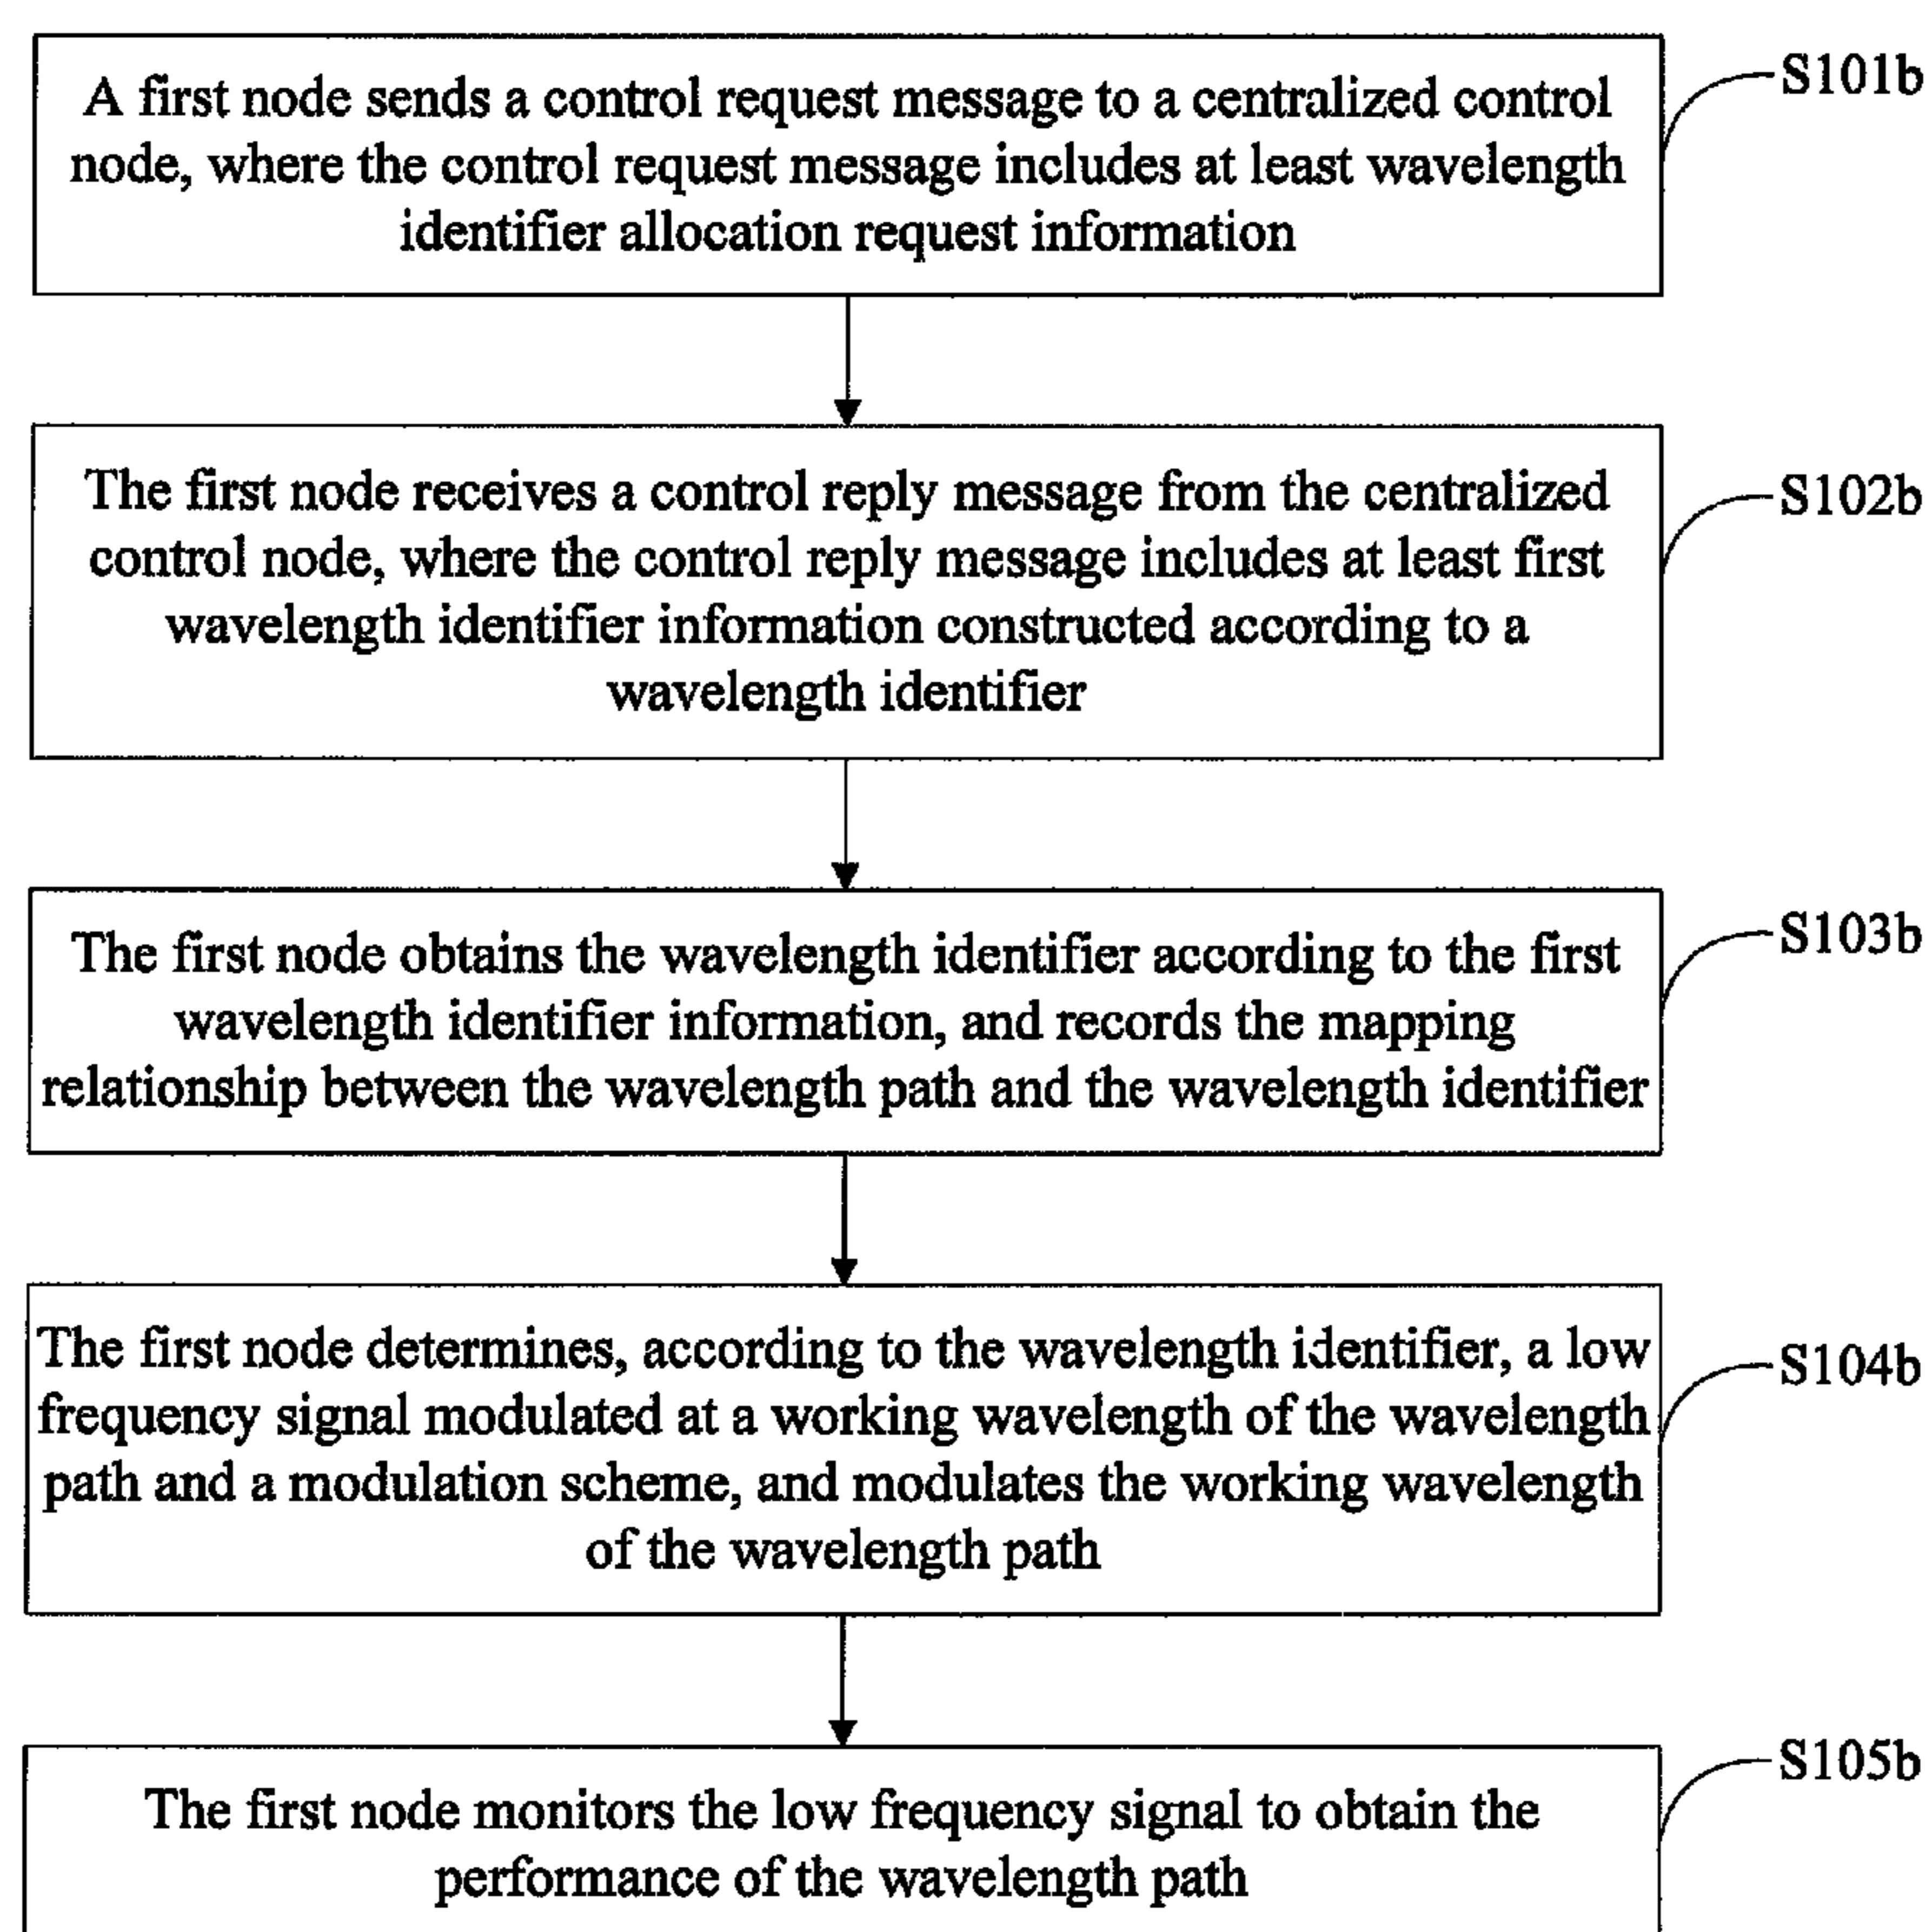 A first node sends a control request message to a centralized control
node, where the control request message includes at least wavelength
identifier allocation request information
S101b
The first node receives a control reply message from the centralized
control node, where the control reply message includes at least first
wavelength identifier information constructed according to a
wavelength identifier
S102b
The first node obtains the wavelength identifier according to the first
wavelength identifier information, and records the mapping
relationship between the wavelength path and the wavelength identifier
S103b
The first node determines, according to the wavelength identifier, a low
frequency signal modulated at a working wavelength of the wavelength
path and a modulation scheme, and modulates the working wavelength
of the wavelength path
S104b
The first node monitors the low frequency signal to obtain the
performance of the wavelength path
S105b